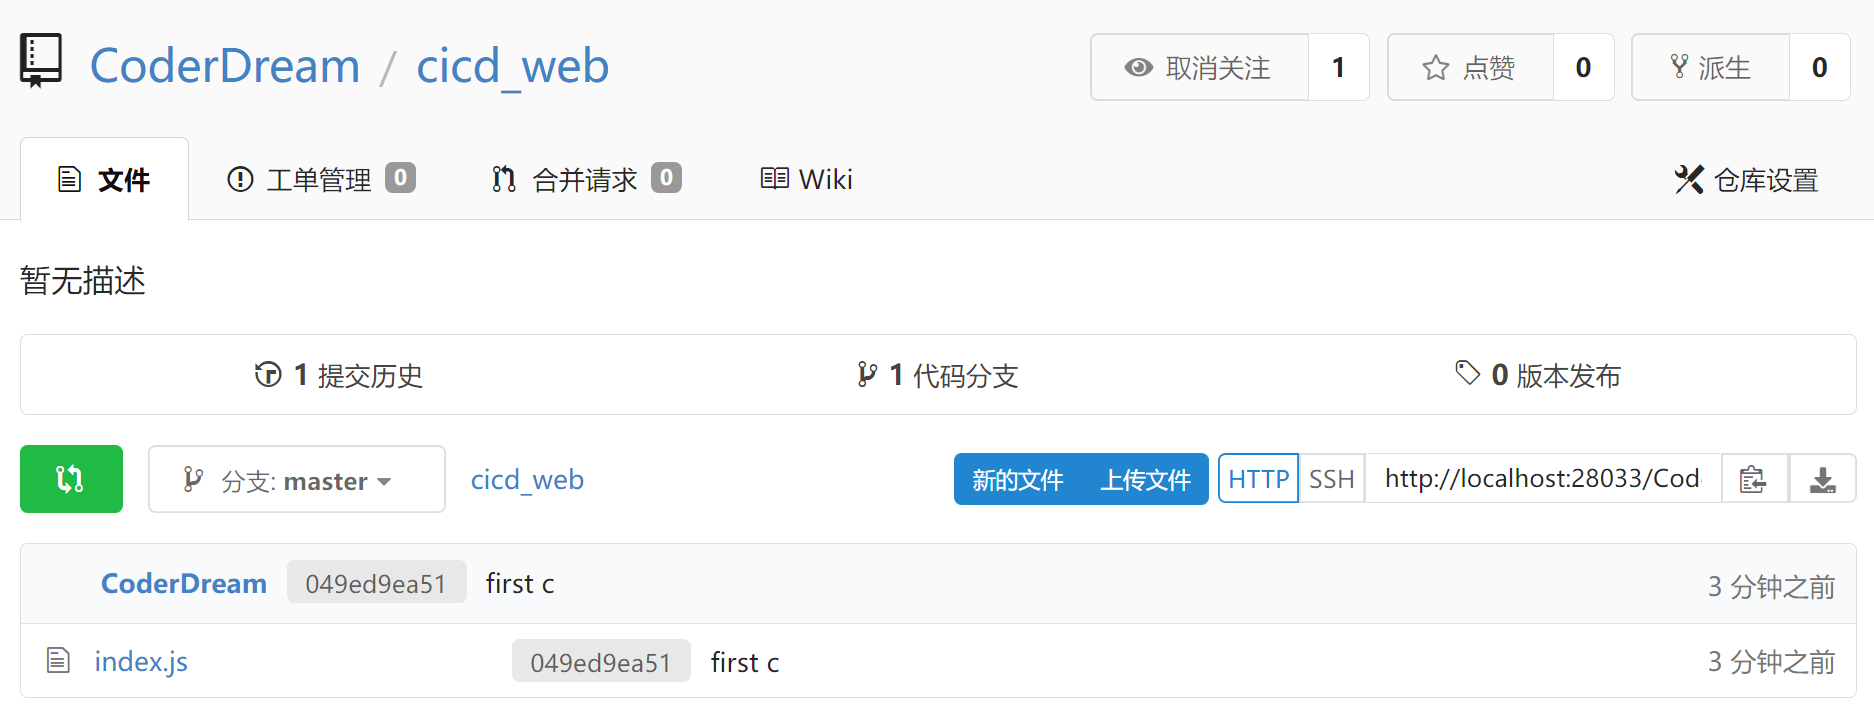 CoderDream / cicd_web
取消关注 1 点赞 0 派生 0
文件 工单管理 0 合并请求 0 Wiki 仓库设置
暂无描述
1 提交历史 1 代码分支 0 版本发布
分支: master cicd_web 新的文件 上传文件 HTTP SSH http://localhost:28033/Cod
CoderDream 049ed9ea51 first c 3 分钟之前
index.js 049ed9ea51 first c 3 分钟之前